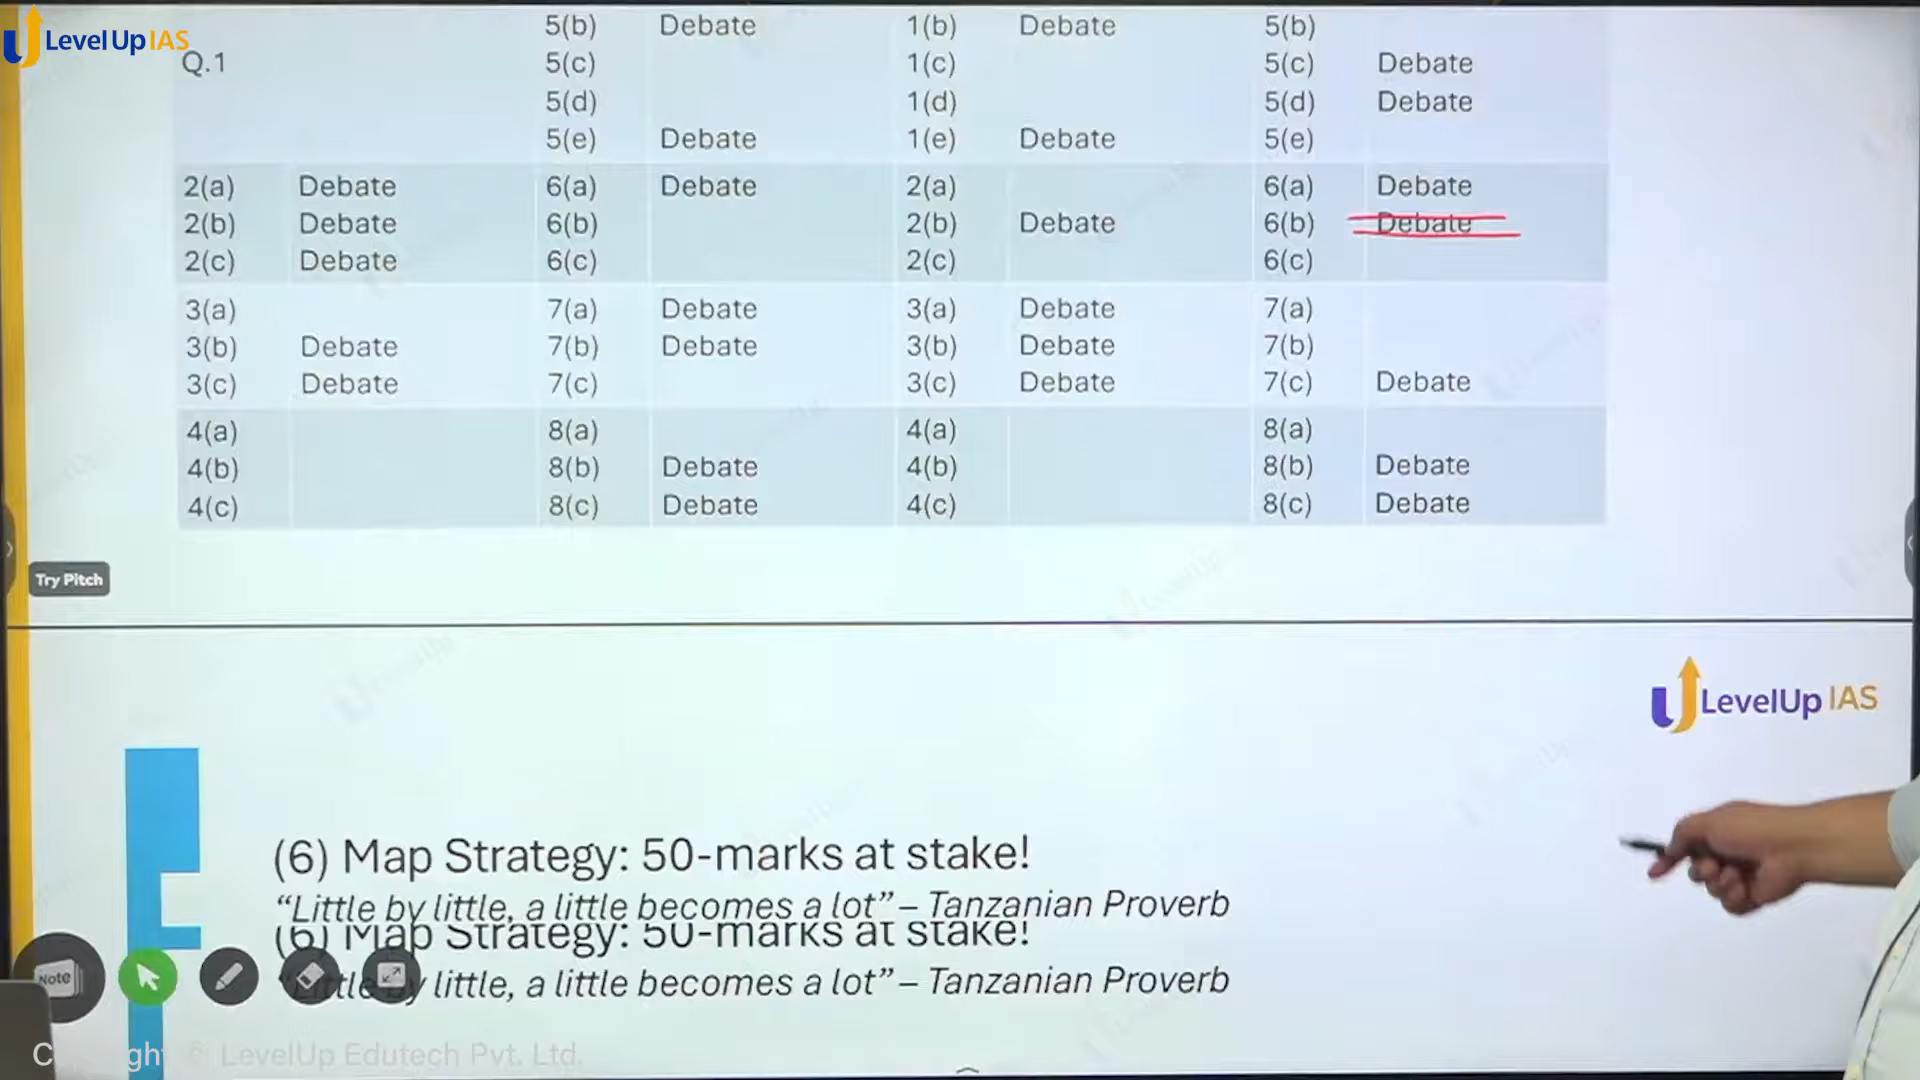 LevelUp IAS
5(b) Debate 1(b) Debate 5(b)
Q.1 5(c) 1(c) 5(c) Debate
5(d) 1(d) 5(d) Debate
5(e) Debate 1(e) Debate 5(e)
2(a) Debate 6(a) Debate 2(a) 6(a) Debate
2(b) Debate 6(b) 2(b) Debate 6(b) Debate
2(c) Debate 6(c) 2(c) 6(c)
3(a) 7(a) Debate 3(a) Debate 7(a)
3(b) Debate 7(b) Debate 3(b) Debate 7(b)
3(c) Debate 7(c) 3(c) Debate 7(c) Debate
4(a) 8(a) 4(a) 8(a)
4(b) 8(b) Debate 4(b) 8(b) Debate
4(c) 8(c) Debate 4(c) 8(c) Debate
Try Pitch
LevelUp IAS
(6) Map Strategy: 50-marks at stake!
“Little by little, a little becomes a lot” – Tanzanian Proverb
(6) Map Strategy: 50-marks at stake!
“Little by little, a little becomes a lot” – Tanzanian Proverb
Note
LevelUp Edutech Pvt. Ltd.